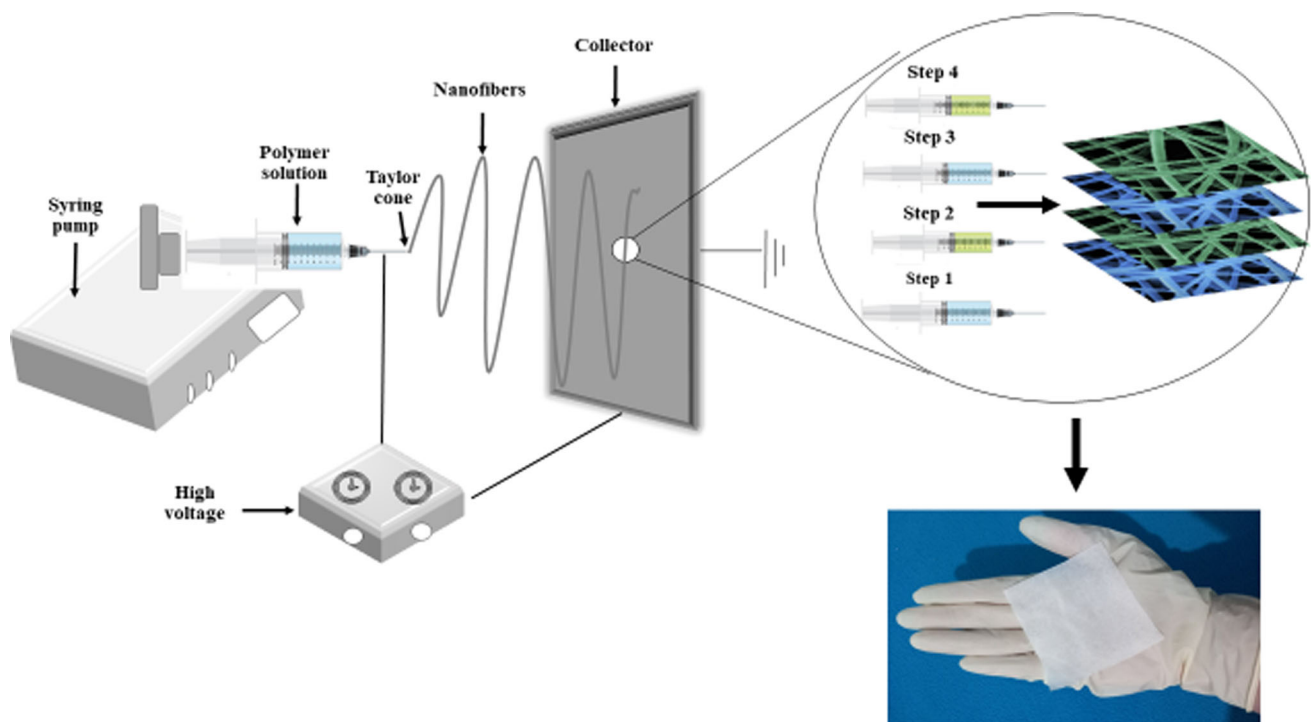 Collector
Nanofibers
Polymer
solution
Taylor
cone
Syring
pump
High
voltage
Step 4
Step 3
Step 2
Step 1